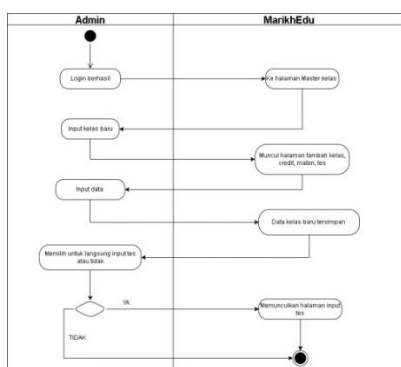 Admin
MarikhEdu
Login berhasil
Ke halaman Master kelas
Input kelas baru
Muncul halaman tambah kelas,
credit, materi, tes
Input data
Data kelas baru tersimpan
Memilih untuk langsung input tes
atau tidak
YA
Memunculkan halaman input
tes
TIDAK